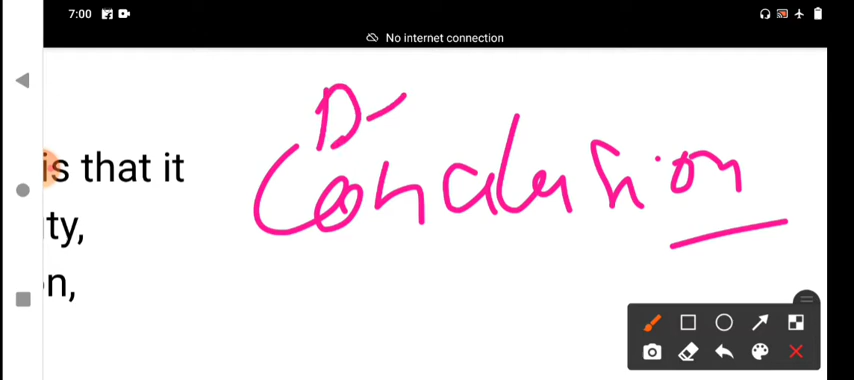 7:00
No internet connection
D-
Conclusion
is that it
ty,
n,